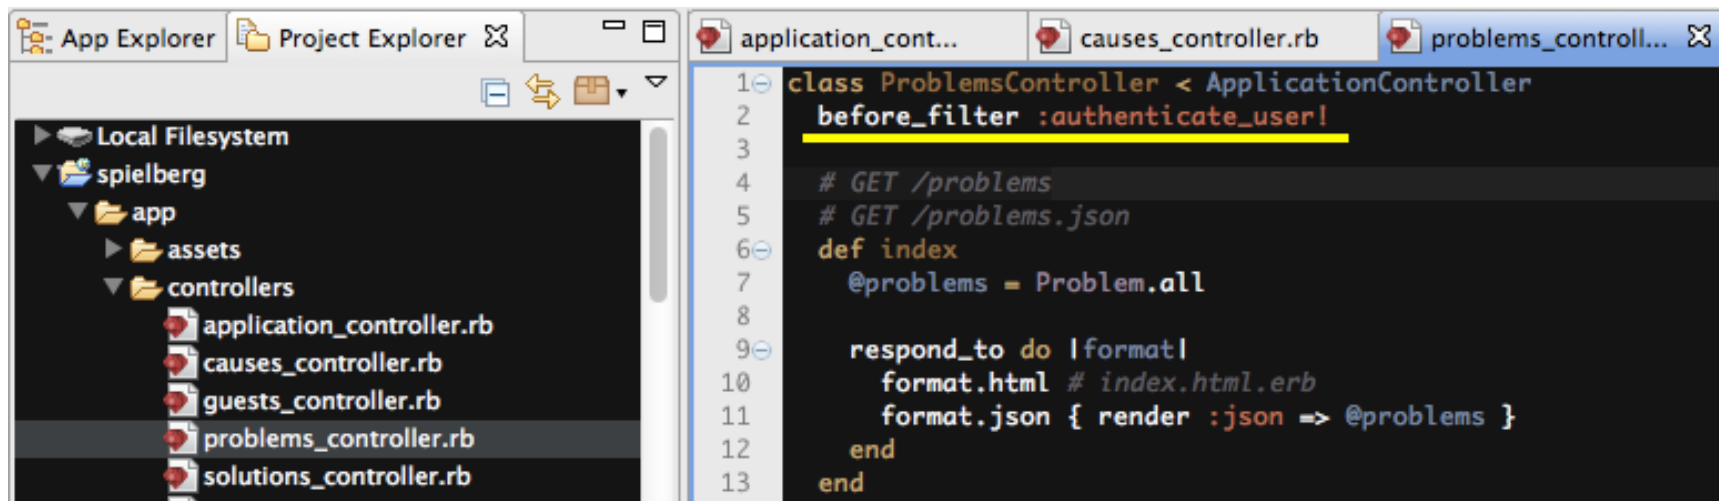 App Explorer
Project Explorer
Local Filesystem
spielberg
app
assets
controllers
application_controller.rb
causes_controller.rb
guests_controller.rb
problems_controller.rb
solutions_controller.rb
application_cont...
causes_controller.rb
problems_controll...
1 class ProblemsController < ApplicationController
2   before_filter :authenticate_user!
3
4   # GET /problems
5   # GET /problems.json
6   def index
7     @problems = Problem.all
8
9     respond_to do |format|
10       format.html # index.html.erb
11       format.json { render :json => @problems }
12     end
13   end